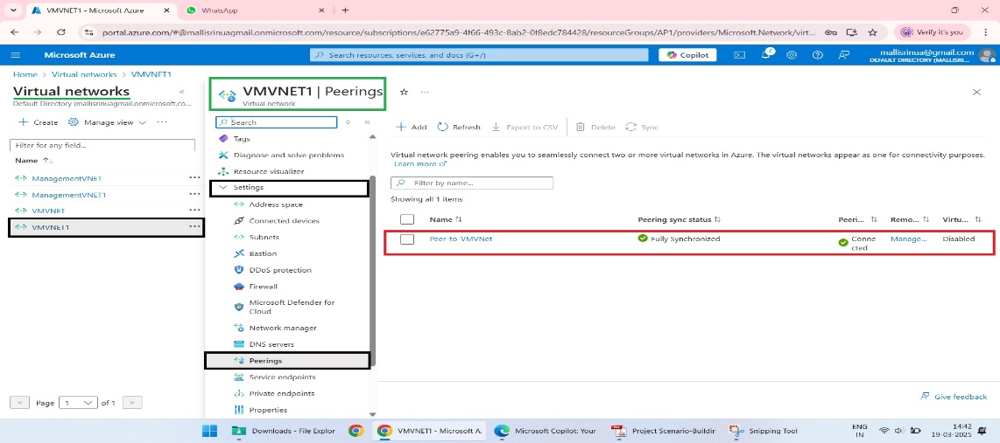 VMVNET1 - Microsoft Azure
WhatsApp
portal.azure.com/#@mallisrinuagmail.onmicrosoft.com/resource/subscriptions/e62775a9-4f66-493c-8ab2-0f8edc784428/resourceGroups/AP1/providers/Microsoft.Network/virt...
Verify it's you
Microsoft Azure
Search resources, services, and docs (G+/)
Copilot
2
mallisrinua@gmail.com
DEFAULT DIRECTORY (MALLISRIN...
Home > Virtual networks > VMVNET1
Virtual networks
Default Directory (mallisrinuagmail.onmicrosoft.co...
Create
Manage view
Filter for any field...
Name
ManagementVNET
ManagementVNET1
VMVNET
VMVNET1
< Page 1 of 1 >
VMVNET1 | Peerings
Virtual network
Search
Tags
Diagnose and solve problems
Resource visualizer
Settings
Address space
Connected devices
Subnets
Bastion
DDoS protection
Firewall
Microsoft Defender for
Cloud
Network manager
DNS servers
Peerings
Service endpoints
Private endpoints
Properties
Add
Refresh
Export to CSV
Delete
Sync
Virtual network peering enables you to seamlessly connect two or more virtual networks in Azure. The virtual networks appear as one for connectivity purposes.
Learn more
Filter by name...
Showing all 1 items
Name Peering sync status Peeri... Remo... Virtu...
Peer-to-VMVNet Fully Synchronized Conne Manage... Disabled
cted
Give feedback
Downloads - File Explor
VMVNET1 - Microsoft A:
Microsoft Copilot: Your
Project Scenario-Buildir
Snipping Tool
ENG
IN
14:42
19-03-2025